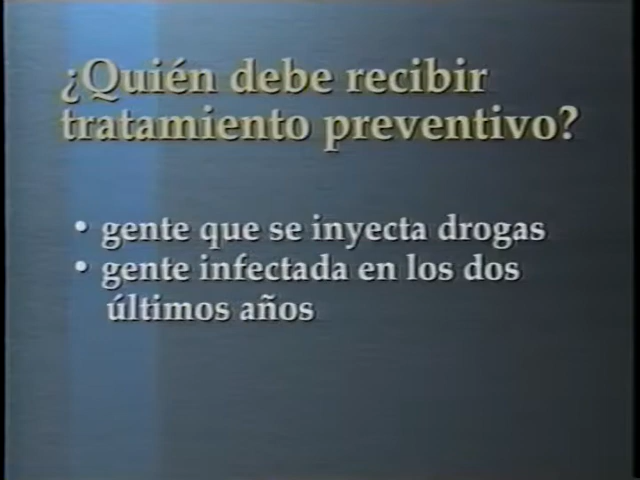 ¿Quién debe recibir
tratamiento preventivo?
• gente que se inyecta drogas
• gente infectada en los dos
últimos años